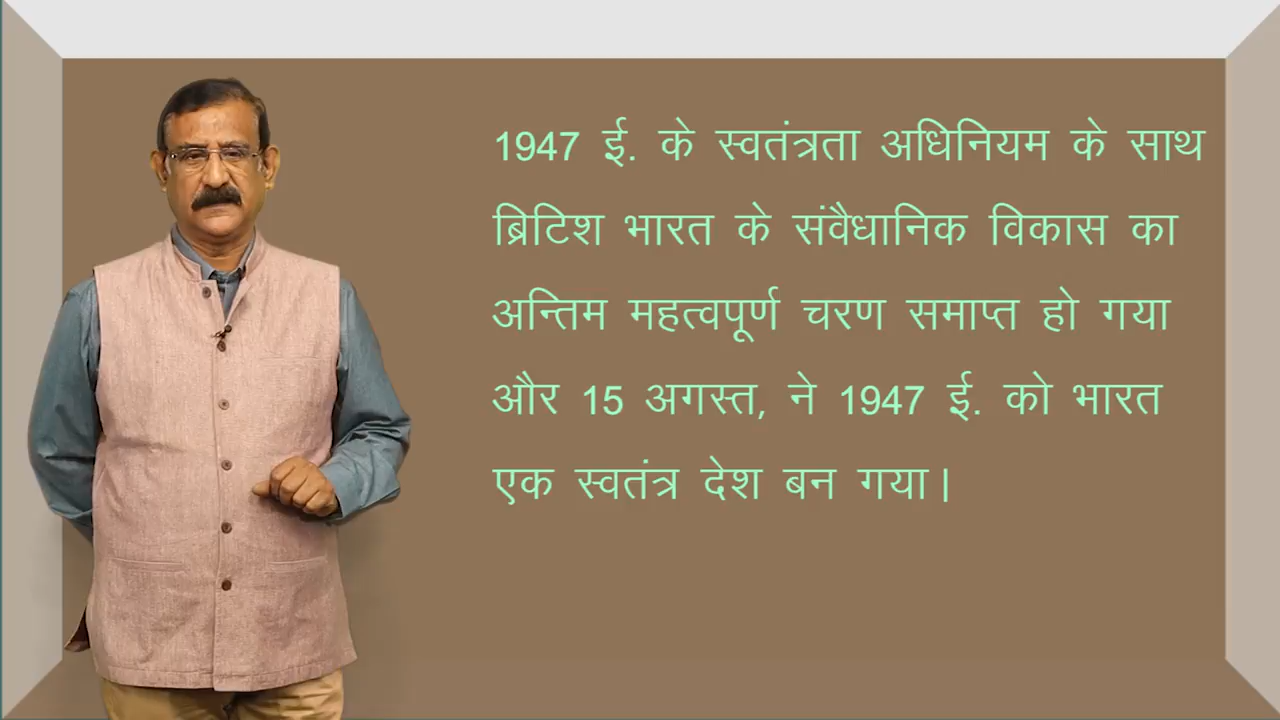 1947 ई. के स्वतंत्रता अधिनियम के साथ
ब्रिटिश भारत के संवैधानिक विकास का
अन्तिम महत्वपूर्ण चरण समाप्त हो गया
और 15 अगस्त, ने 1947 ई. को भारत
एक स्वतंत्र देश बन गया।